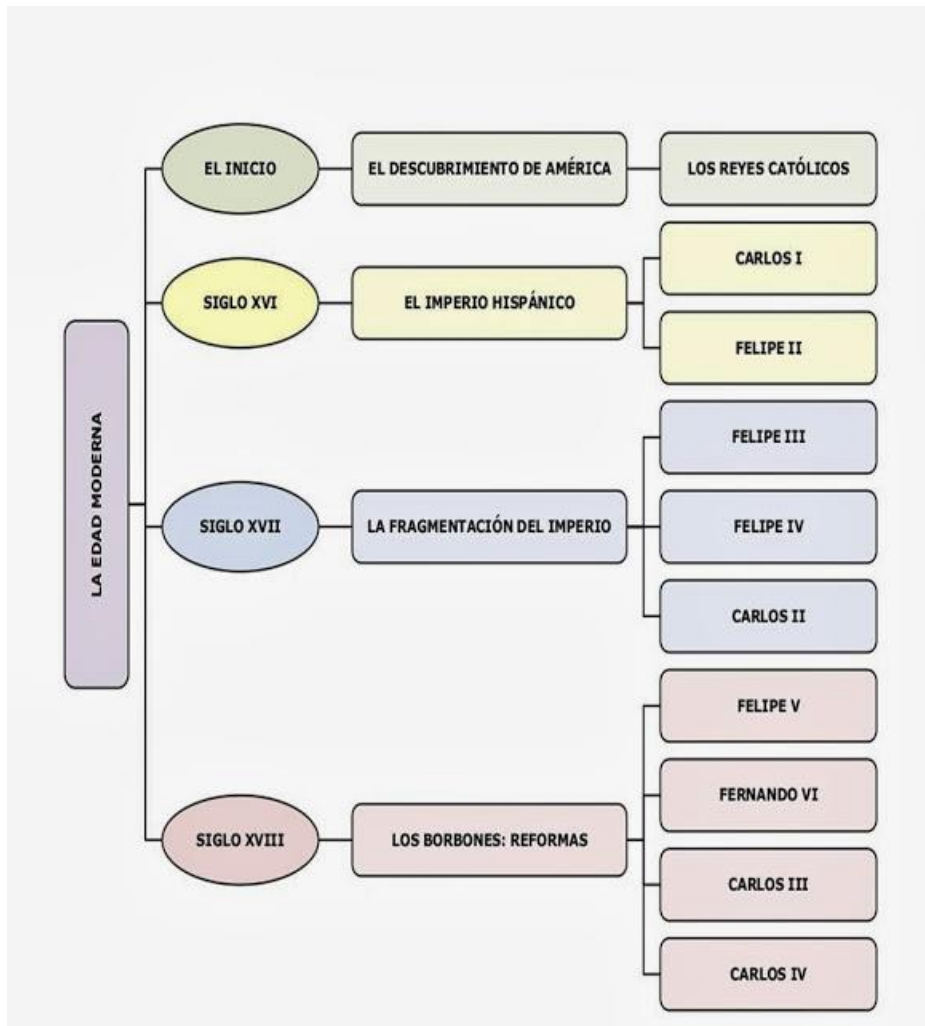 LA EDAD MODERNA
EL INICIO
EL DESCUBRIMIENTO DE AMÉRICA
LOS REYES CATÓLICOS
SIGLO XVI
EL IMPERIO HISPÁNICO
CARLOS I
FELIPE II
SIGLO XVII
LA FRAGMENTACIÓN DEL IMPERIO
FELIPE III
FELIPE IV
CARLOS II
SIGLO XVIII
LOS BORBONES: REFORMAS
FELIPE V
FERNANDO VI
CARLOS III
CARLOS IV